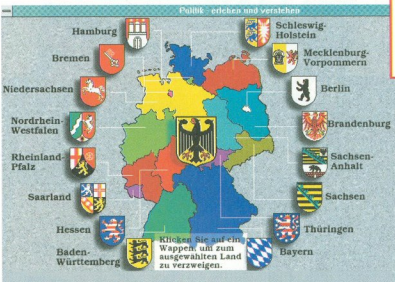 Politik - erleben und verstehen
Hamburg
Bremen
Niedersachsen
Nordrhein-
Westfalen
Rheinland-
Pfalz
Saarland
Hessen
Baden-
Württemberg
Schleswig-
Holstein
Mecklenburg-
Vorpommern
Berlin
Brandenburg
Sachsen-
Anhalt
Sachsen
Thüringen
Bayern
Klicken Sie auf ein
Wappen, um zum
ausgewählten Land
zu verzweigen.